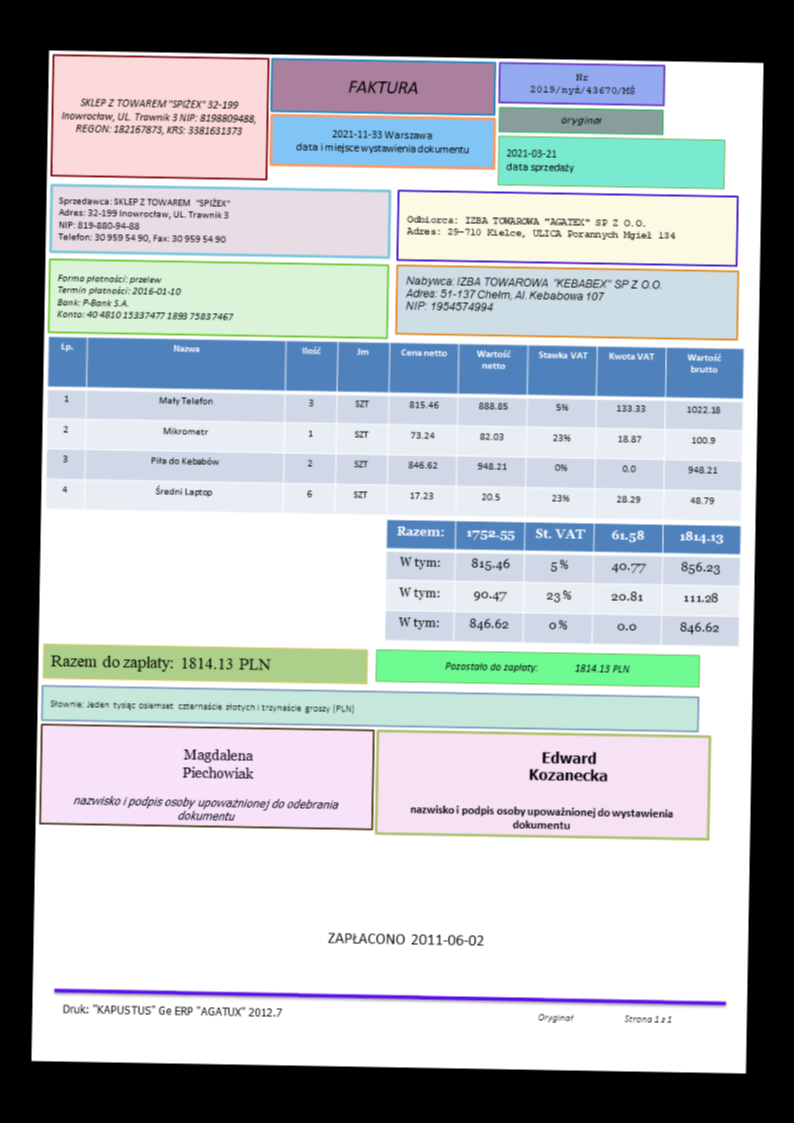 SKLEP Z TOWAREM "SPIŻEX" 32-199
Inowrocław, UL. Trawnik 3 NIP: 8198809488,
REGON: 182167873, KRS: 3381631373
FAKTURA
2021-11-33 Warszawa
data i miejsce wystawienia dokumentu
Nr
2019/nyż/43670/MŚ
oryginał
2021-03-21
data sprzedaży
Sprzedawca: SKLEP Z TOWAREM "SPIŻEX"
Adres: 32-199 Inowrocław, UL. Trawnik 3
NIP: 819-880-94-88
Telefon: 30 959 54 90, Fax: 30 959 54 90
Odbiorca: IZBA TOWAROWA "AGATEX" SP Z O.O.
Adres: 29-710 Kielce, ULICA Porannych Mgieł 134
Forma płatności: przelew
Termin płatności: 2016-01-10
Bank: P-Bank S.A.
Konto: 40 4810 15337477 1893 75837467
Nabywca: IZBA TOWAROWA "KEBABEX" SP Z O.O.
Adres: 51-137 Chełm, Al. Kebabowa 107
NIP: 1954574994
Lp. Nazwa Ilość Jm Cena netto Wartość netto Stawka VAT Kwota VAT Wartość brutto
1 Mały Telefon 3 SZT 815.46 888.85 5% 133.33 1022.18
2 Mikrometr 1 SZT 73.24 82.03 23% 18.87 100.9
3 Piła do Kebabów 2 SZT 846.62 948.21 0% 0.0 948.21
4 Średni Laptop 6 SZT 17.23 20.5 23% 28.29 48.79
Razem: 1752.55 St. VAT 61.58 1814.13
W tym: 815.46 5% 40.77 856.23
W tym: 90.47 23% 20.81 111.28
W tym: 846.62 0% 0.0 846.62
Razem do zapłaty: 1814.13 PLN
Pozostało do zapłaty: 1814.13 PLN
Słownie: Jeden tysiąc osiemset czternaście złotych i trzynaście groszy (PLN)
Magdalena
Piechowiak
nazwisko i podpis osoby upoważnionej do odebrania
dokumentu
Edward
Kozanecka
nazwisko i podpis osoby upoważnionej do wystawienia
dokumentu
ZAPŁACONO 2011-06-02
Druk: "KAPUSTUS" Ge ERP "AGATUX" 2012.7
Oryginał Strona 1 z 1